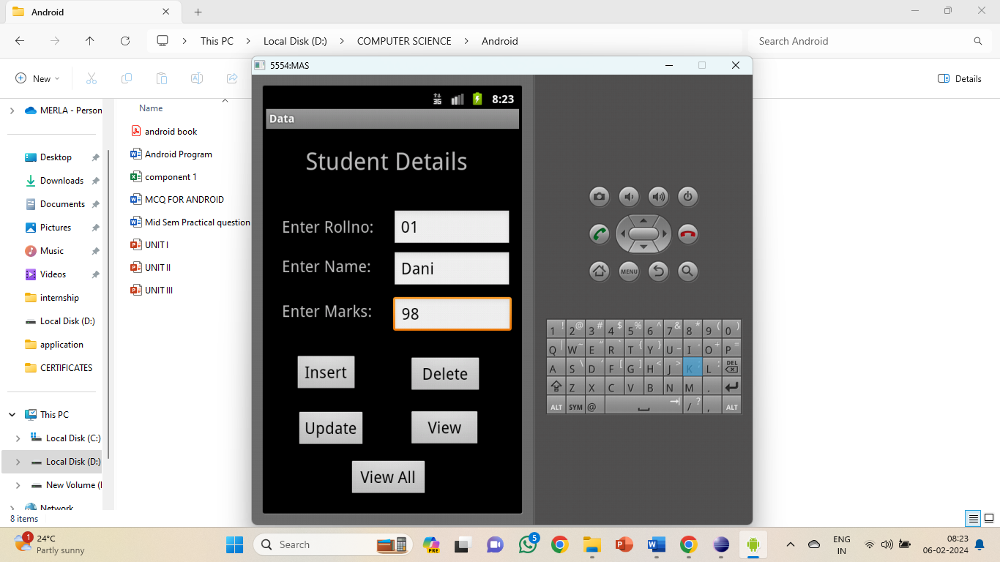 Android
This PC > Local Disk (D:) > COMPUTER SCIENCE > Android
Search Android
New
Details
5554:MAS
3G 8:23
Data
Student Details
Enter Rollno: 01
Enter Name: Dani
Enter Marks: 98
Insert Delete
Update View
View All
MENU
1 ! 2 @ 3 # 4 $ 5 % 6 ^ 7 & 8 * 9 ( 0 )
Q | W ~ E " R ` T { Y } U _ I - O + P =
A S \ D ' F [ G ] H < J > K ; L : DEL
Z X C V B N M .
ALT SYM @ / ? , ALT
MERLA - Person
Desktop
Downloads
Documents
Pictures
Music
Videos
internship
Local Disk (D:)
application
CERTIFICATES
This PC
Local Disk (C:)
Local Disk (D:)
New Volume (
Network
Name
android book
Android Program
component 1
MCQ FOR ANDROID
Mid Sem Practical question
UNIT I
UNIT II
UNIT III
8 items
1
24°C
Partly sunny
Search
PRE
5
ENG
IN
08:23
06-02-2024